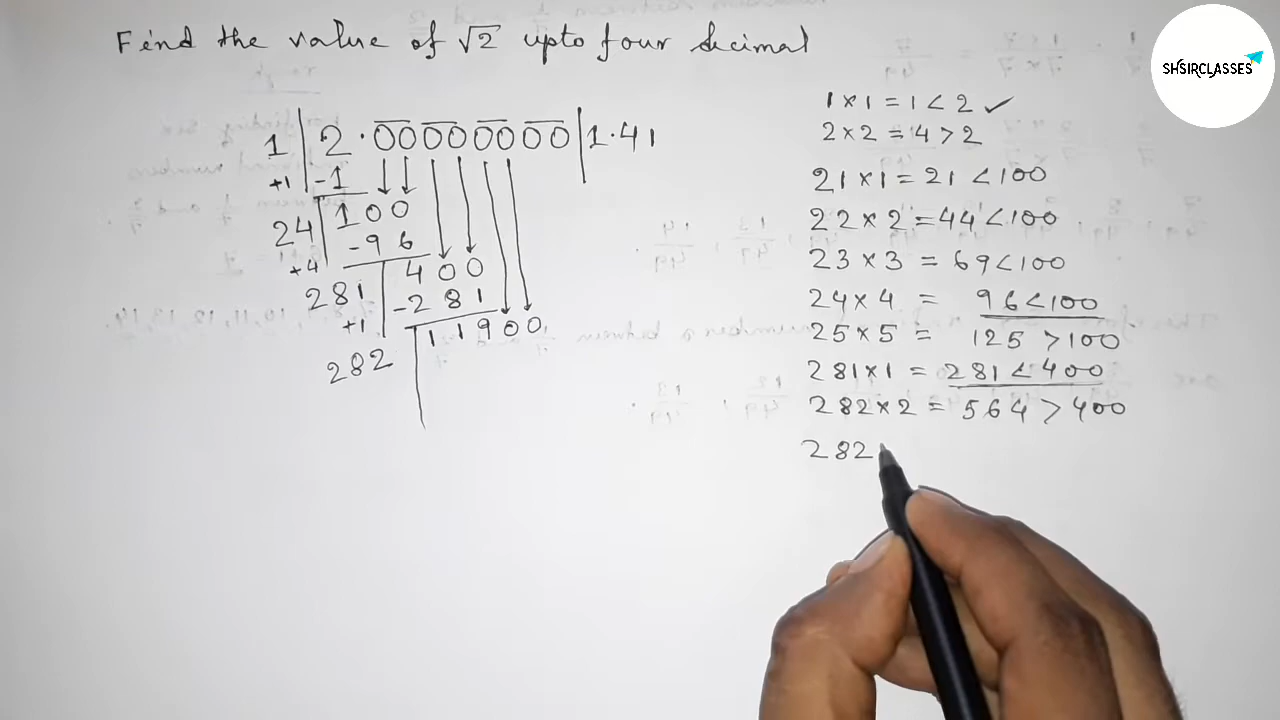 Find the value of √2 upto four decimal
SHSIRCLASSES
1 | 2.00 00 00 00 | 1.41
+1 | -1
24 | 100
+4 | -96
281 | 400
+1 | -281
282 | 11900
1 × 1 = 1 < 2 ✓
2 × 2 = 4 > 2
21 × 1 = 21 < 100
22 × 2 = 44 < 100
23 × 3 = 69 < 100
24 × 4 = 96 < 100
25 × 5 = 125 > 100
281 × 1 = 281 < 400
282 × 2 = 564 > 400
282